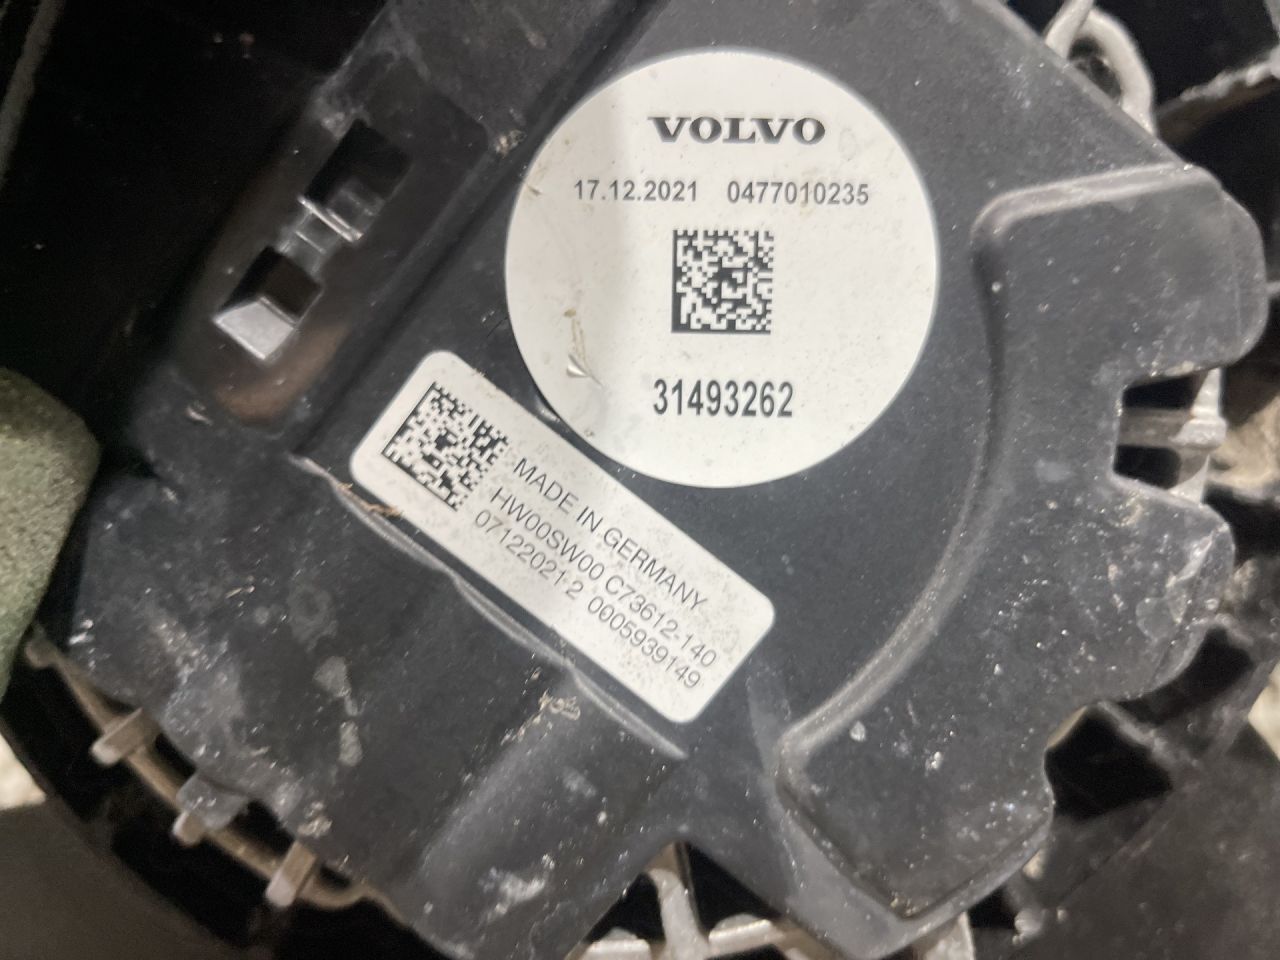 VOLVO
17.12.2021 0477010235
31493262
MADE IN GERMANY
HW00SW00 C73612-140
07122021-2 0005939149